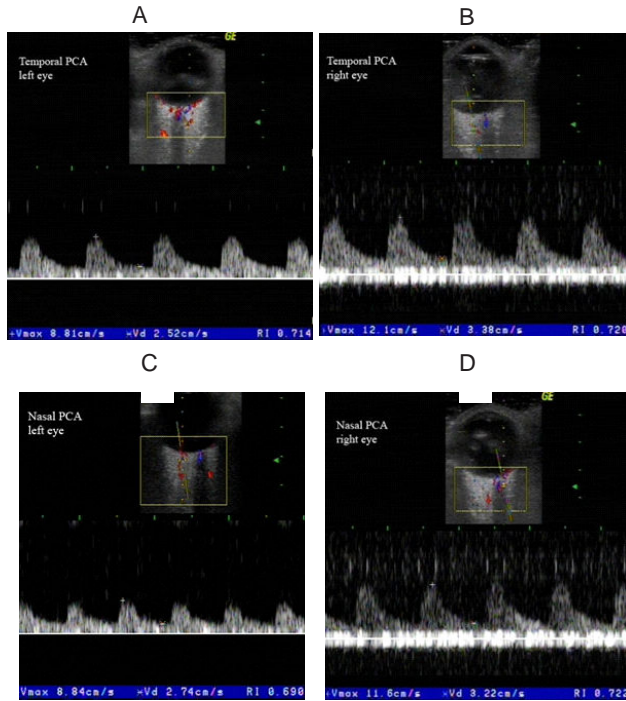 A
GE
Temporal PCA
left eye
+Vmax 8.81cm/s ×Vd 2.52cm/s RI 0.714
B
Temporal PCA
right eye
+Vmax 12.1cm/s ×Vd 3.38cm/s RI 0.720
C
Nasal PCA
left eye
Vmax 8.84cm/s ×Vd 2.74cm/s RI 0.690
D
GE
Nasal PCA
right eye
+Vmax 11.6cm/s ×Vd 3.22cm/s RI 0.722